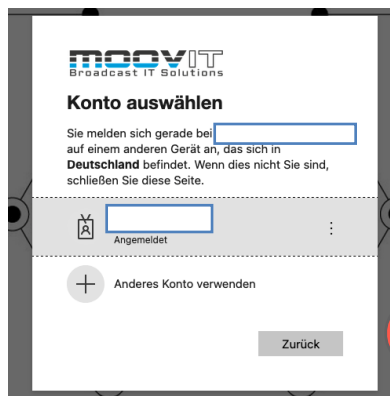 MOOVIT
Broadcast IT Solutions
Konto auswählen
Sie melden sich gerade bei
auf einem anderen Gerät an, das sich in
Deutschland befindet. Wenn dies nicht Sie sind,
schließen Sie diese Seite.
Angemeldet
Anderes Konto verwenden
Zurück